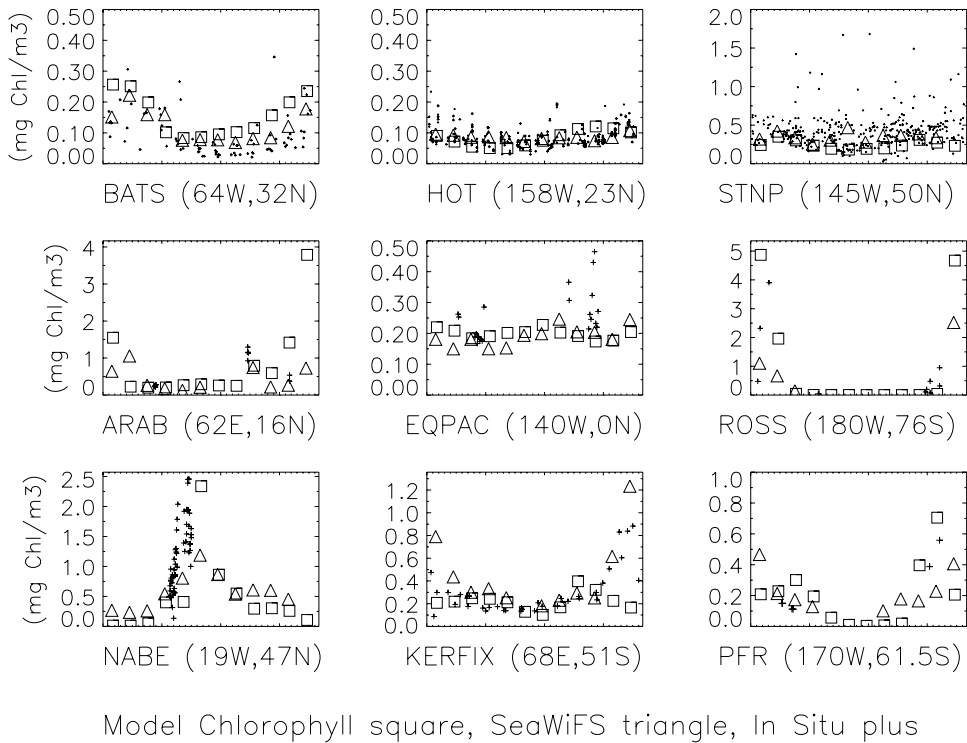 0.50 0.50 2.0
0.40 0.40
0.30 0.30 1.5
0.20 0.20 1.0
0.10 0.10 0.5
0.00 0.00 0.0
(mg Chl/m3)
BATS (64W,32N) HOT (158W,23N) STNP (145W,50N)
4 0.50 5
3 0.40 4
2 0.30 3
1 0.20 2
0 0.10 1
0.00 0
(mg Chl/m3)
ARAB (62E,16N) EQPAC (140W,0N) ROSS (180W,76S)
2.5 1.2 1.0
2.0 1.0 0.8
1.5 0.8 0.6
1.0 0.6 0.4
0.5 0.4 0.2
0.0 0.2 0.0
0.0
(mg Chl/m3)
NABE (19W,47N) KERFIX (68E,51S) PFR (170W,61.5S)
Model Chlorophyll square, SeaWiFS triangle, In Situ plus